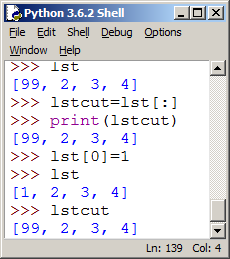 Python 3.6.2 Shell
File Edit Shell Debug Options
Window Help
>>> lst
[99, 2, 3, 4]
>>> lstcut=lst[:]
>>> print(lstcut)
[99, 2, 3, 4]
>>> lst[0]=1
>>> lst
[1, 2, 3, 4]
>>> lstcut
[99, 2, 3, 4]
Ln: 139 Col: 4